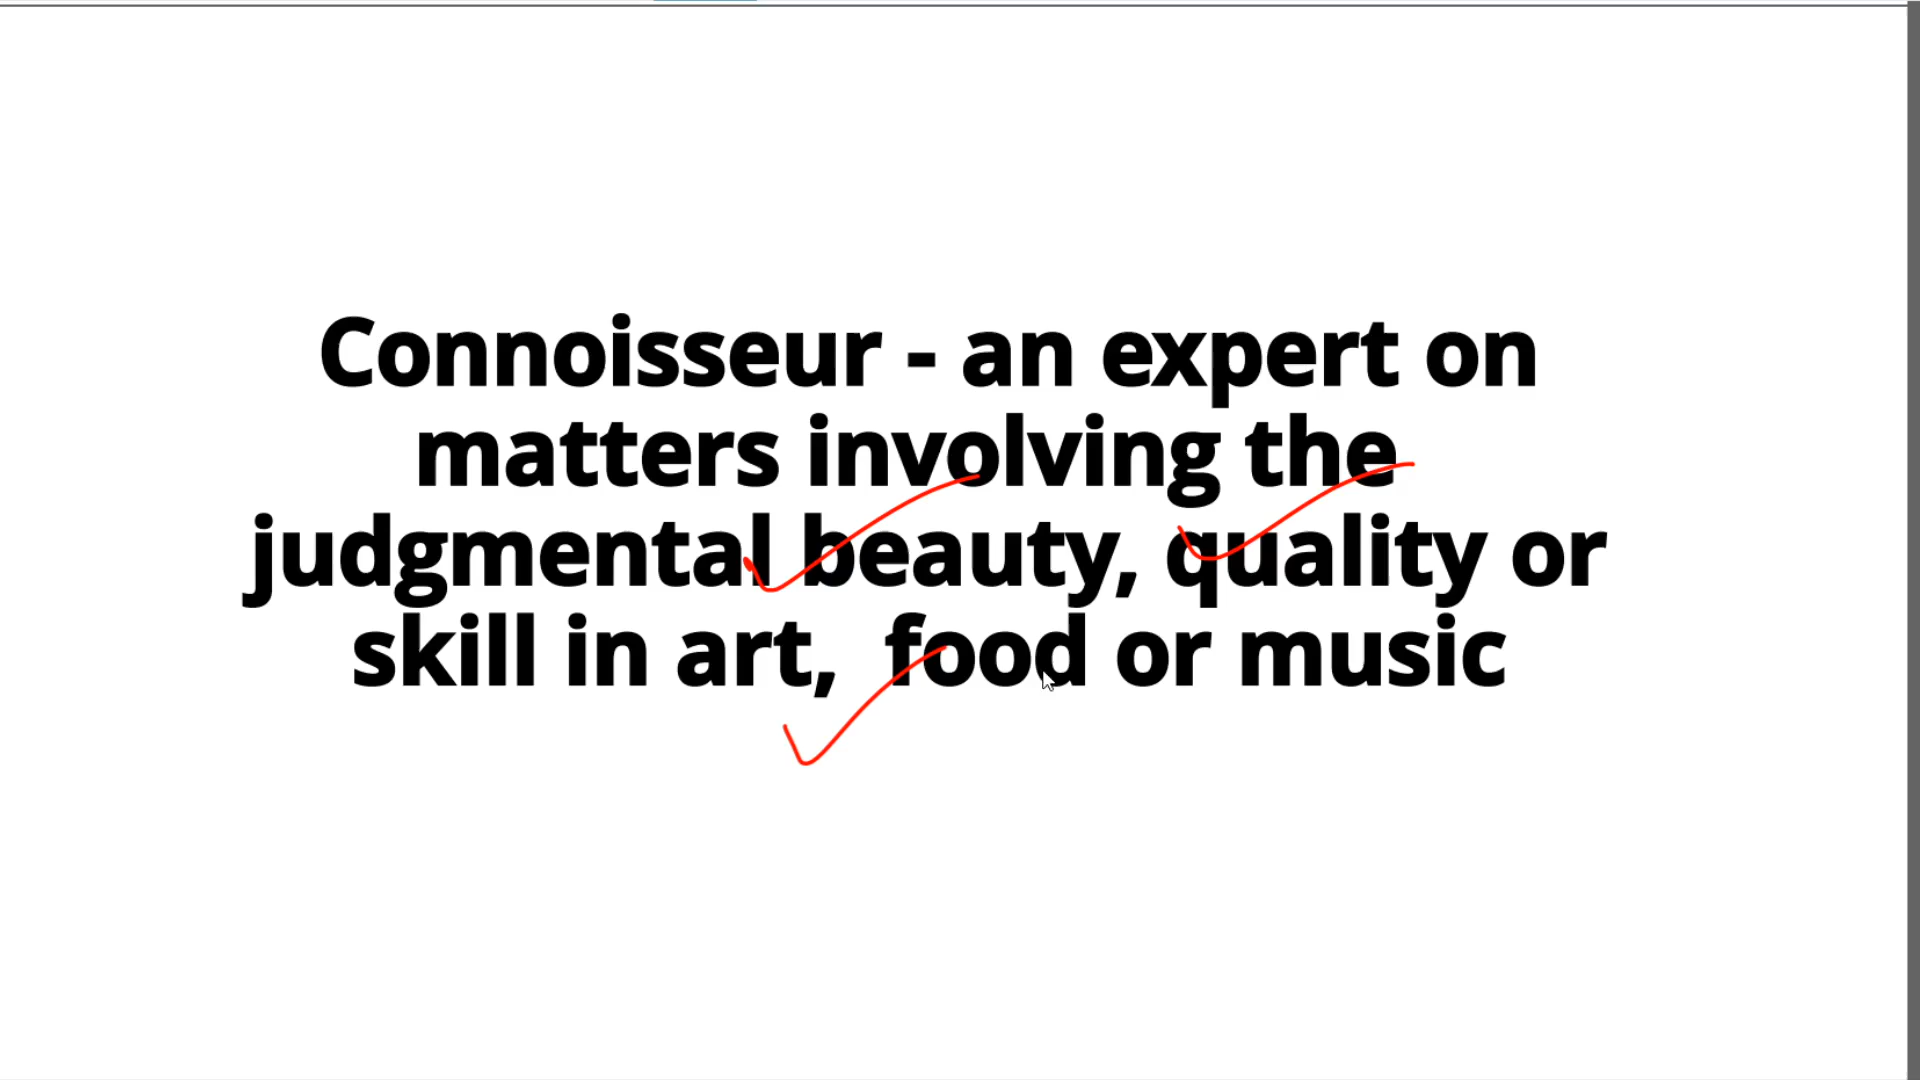 Connoisseur - an expert on
matters involving the
judgmental beauty, quality or
skill in art, food or music